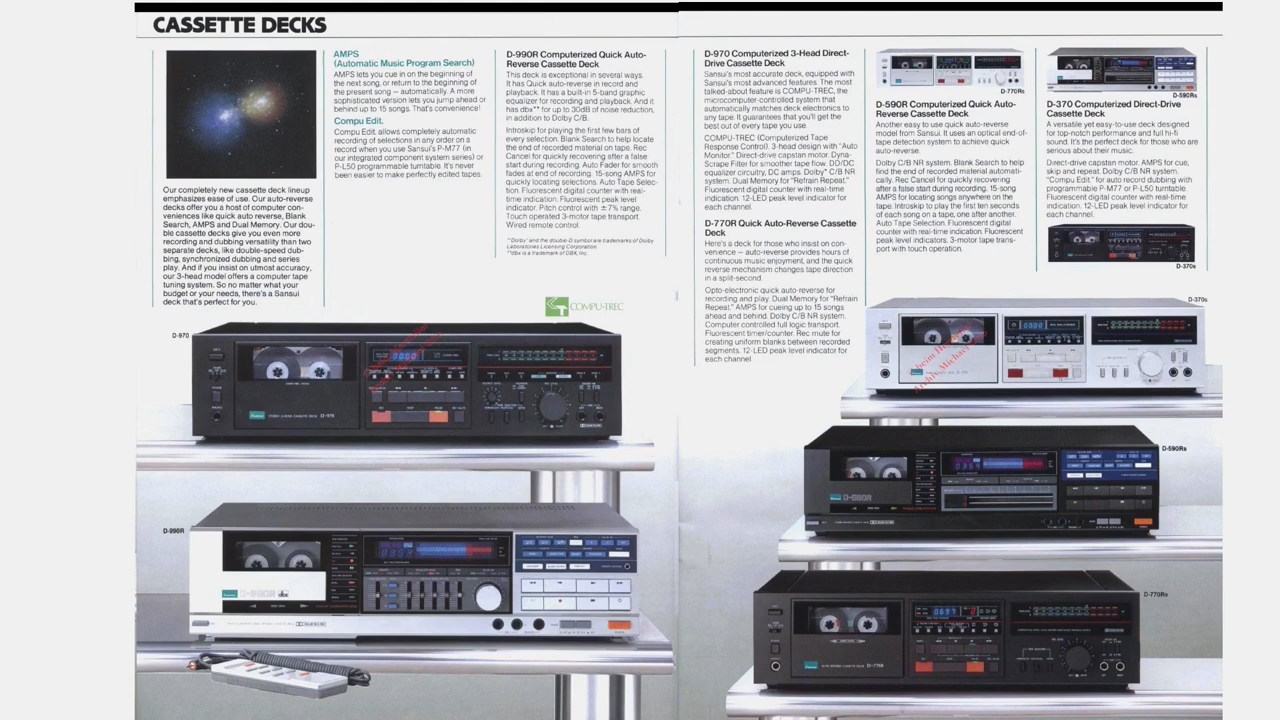 CASSETTE DECKS
Our completely new cassette deck lineup
emphasizes ease of use. Our auto-reverse
decks offer you a host of computer con-
veniences like quick auto reverse, Blank
Search, AMPS and Dual Memory. Our dou-
ble cassette decks give you even more
recording and dubbing versatility than two
separate decks, like double-speed dub-
bing, synchronized dubbing and series
play. And if you insist on utmost accuracy,
our 3-head model offers a computer tape
tuning system. So no matter what your
budget or your needs, there's a Sansui
deck that's perfect for you.
AMPS
(Automatic Music Program Search)
AMPS lets you cue in on the beginning of
the next song, or return to the beginning of
the present song — automatically. A more
sophisticated version lets you jump ahead or
behind up to 15 songs. That's convenience!
Compu Edit.
Compu Edit. allows completely automatic
recording of selections in any order on a
record when you use Sansui's P-M77 (in
our integrated component system series) or
P-L50 programmable turntable. It's never
been easier to make perfectly edited tapes.
D-990R Computerized Quick Auto-
Reverse Cassette Deck
This deck is exceptional in several ways.
It has Quick auto-reverse in record and
playback. It has a built-in 5-band graphic
equalizer for recording and playback. And it
has dbx** for up to 30dB of noise reduction,
in addition to Dolby C/B.
Introskip for playing the first few bars of
every selection. Blank Search to help locate
the end of recorded material on tape. Rec
Cancel for quickly recovering after a false
start during recording. Auto Fader for smooth
fades at end of recording. 15-song AMPS for
quickly locating selections. Auto Tape Selec-
tion. Fluorescent digital counter with real-
time indication. Fluorescent peak level
indicator. Pitch control with ±7% range.
Touch operated 3-motor tape transport.
Wired remote control.
*"Dolby" and the double-D symbol are trademarks of Dolby
Laboratories Licensing Corporation.
**dbx is a trademark of DBX, Inc.
COMPU-TREC
D-970
Sansui
D-970
D-990R
Sansui
D-990R dbx
D-970 Computerized 3-Head Direct-
Drive Cassette Deck
Sansui's most accurate deck, equipped with
Sansui's most advanced features. The most
talked-about feature is COMPU-TREC, the
microcomputer-controlled system that
automatically matches deck electronics to
any tape. It guarantees that you'll get the
best out of every tape you use.
COMPU-TREC (Computerized Tape
Response Control). 3-head design with "Auto
Monitor." Direct-drive capstan motor. Dyna-
Scrape Filter for smoother tape flow. DD/DC
equalizer circuitry, DC amps. Dolby* C/B NR
system. Dual Memory for "Refrain Repeat."
Fluorescent digital counter with real-time
indication. 12-LED peak level indicator for
each channel.
D-770R Quick Auto-Reverse Cassette
Deck
Here's a deck for those who insist on con-
venience — auto-reverse provides hours of
continuous music enjoyment, and the quick
reverse mechanism changes tape direction
in a split-second.
Opto-electronic quick auto-reverse for
recording and play. Dual Memory for "Refrain
Repeat." AMPS for cueing up to 15 songs
ahead and behind. Dolby C/B NR system.
Computer controlled full logic transport.
Fluorescent timer/counter. Rec mute for
creating uniform blanks between recorded
segments. 12-LED peak level indicator for
each channel
D-770Rs
D-590R Computerized Quick Auto-
Reverse Cassette Deck
Another easy to use quick auto-reverse
model from Sansui. It uses an optical end-of-
tape detection system to achieve quick
auto-reverse.
Dolby C/B NR system. Blank Search to help
find the end of recorded material automati-
cally. Rec Cancel for quickly recovering
after a false start during recording. 15-song
AMPS for locating songs anywhere on the
tape. Introskip to play the first ten seconds
of each song on a tape, one after another.
Auto Tape Selection. Fluorescent digital
counter with real-time indication. Fluorescent
peak level indicators. 3-motor tape trans-
port with touch operation.
D-590Rs
D-370 Computerized Direct-Drive
Cassette Deck
A versatile yet easy-to-use deck designed
for top-notch performance and full hi-fi
sound. It's the perfect deck for those who are
serious about their music.
Direct-drive capstan motor. AMPS for cue,
skip and repeat. Dolby C/B NR system.
"Compu Edit." for auto record dubbing with
programmable P-M77 or P-L50 turntable.
Fluorescent digital counter with real-time
indication. 12-LED peak level indicator for
each channel.
D-370s
D-370s
D-590Rs
Sansui
D-590R
D-770Rs
Sansui
D-770R